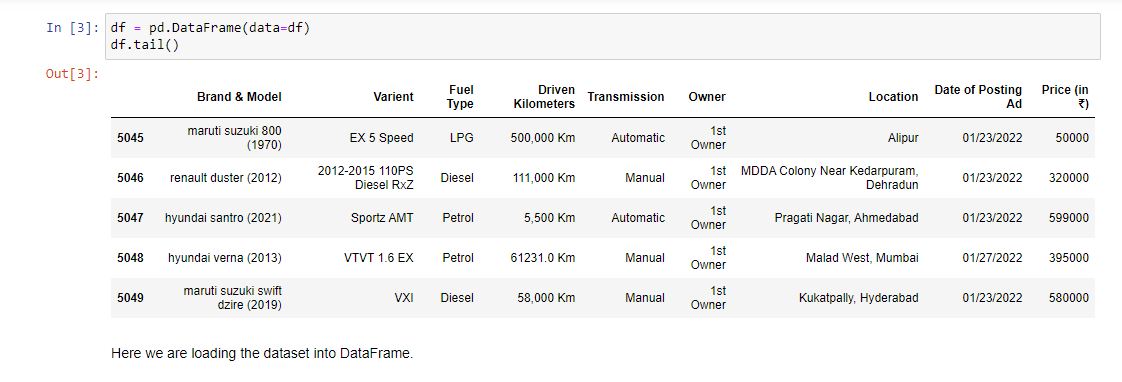 In [3]: df = pd.DataFrame(data=df)
df.tail()
Out[3]:
Brand & Model Varient Fuel Type Driven Kilometers Transmission Owner Location Date of Posting Ad Price (in ₹)
5045 maruti suzuki 800 (1970) EX 5 Speed LPG 500,000 Km Automatic 1st Owner Alipur 01/23/2022 50000
5046 renault duster (2012) 2012-2015 110PS Diesel RxZ Diesel 111,000 Km Manual 1st Owner MDDA Colony Near Kedarpuram, Dehradun 01/23/2022 320000
5047 hyundai santro (2021) Sportz AMT Petrol 5,500 Km Automatic 1st Owner Pragati Nagar, Ahmedabad 01/23/2022 599000
5048 hyundai verna (2013) VTVT 1.6 EX Petrol 61231.0 Km Manual 1st Owner Malad West, Mumbai 01/27/2022 395000
5049 maruti suzuki swift dzire (2019) VXI Diesel 58,000 Km Manual 1st Owner Kukatpally, Hyderabad 01/23/2022 580000
Here we are loading the dataset into DataFrame.